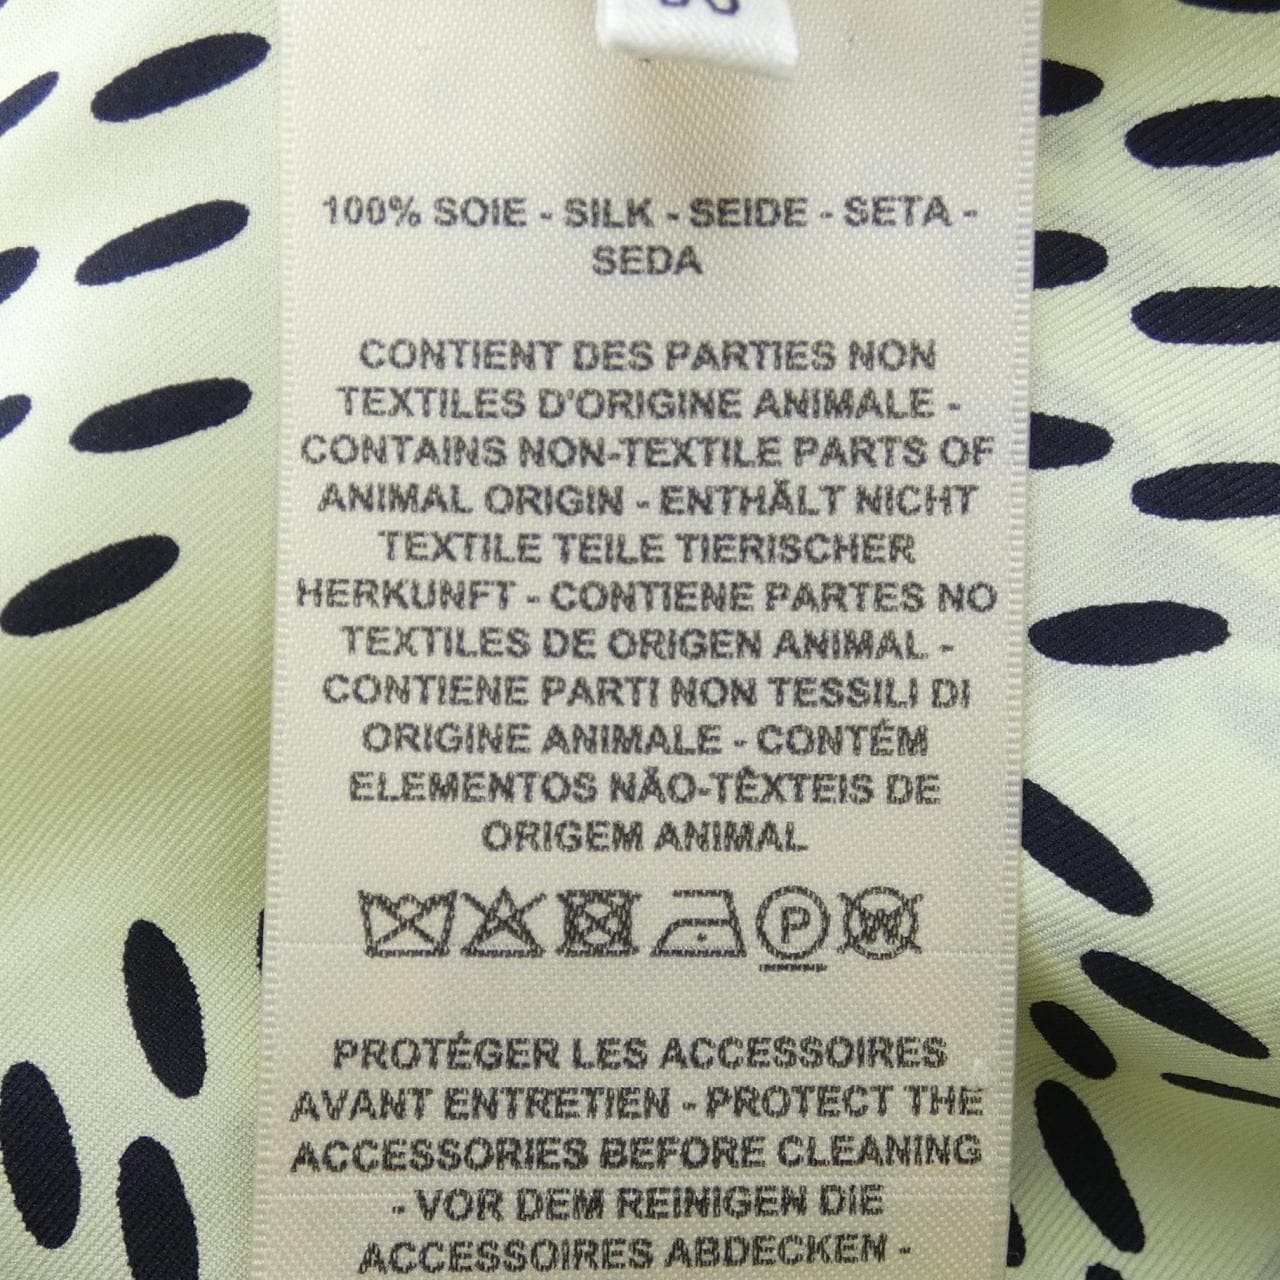 100% SOIE - SILK - SEIDE - SETA -
SEDA
CONTIENT DES PARTIES NON
TEXTILES D'ORIGINE ANIMALE -
CONTAINS NON-TEXTILE PARTS OF
ANIMAL ORIGIN - ENTHÄLT NICHT
TEXTILE TEILE TIERISCHER
HERKUNFT - CONTIENE PARTES NO
TEXTILES DE ORIGEN ANIMAL -
CONTIENE PARTI NON TESSILI DI
ORIGINE ANIMALE - CONTÉM
ELEMENTOS NÃO-TÊXTEIS DE
ORIGEM ANIMAL
P W
PROTÉGER LES ACCESSOIRES
AVANT ENTRETIEN - PROTECT THE
ACCESSORIES BEFORE CLEANING
- VOR DEM REINIGEN DIE
ACCESSOIRES ABDECKEN -